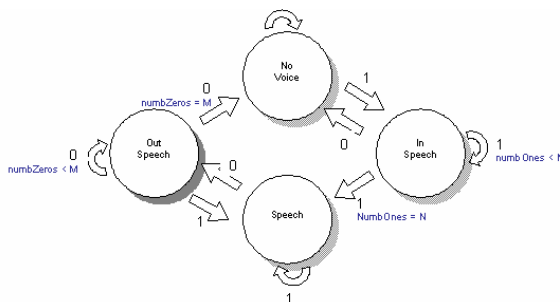 No
Voice
0
numbZeros = M
1
0
Out
Speech
0
numbZeros < M
In
Speech
1
numb Ones < N
0
1
Speech
1
NumbOnes = N
1